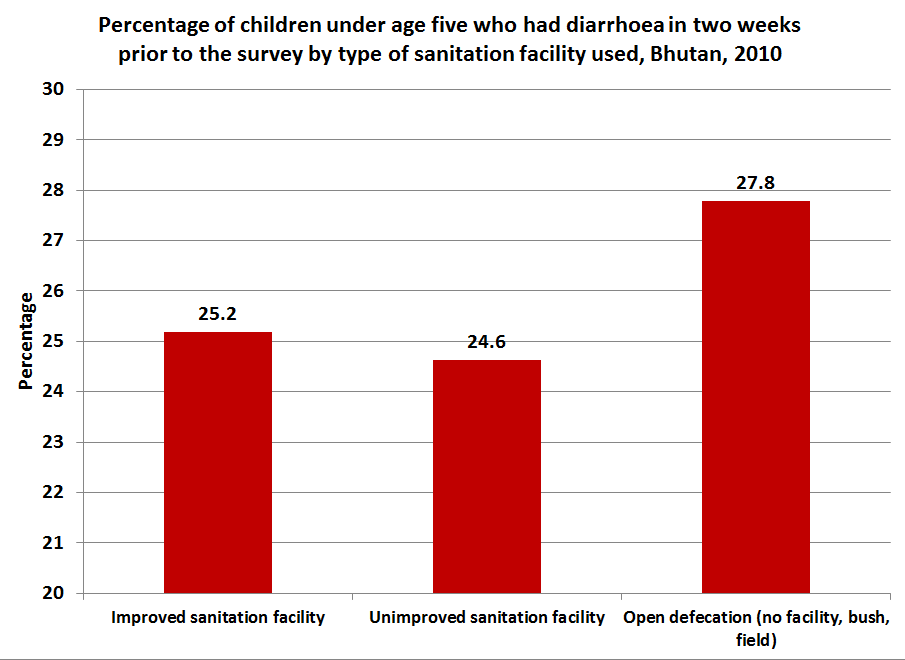 Percentage of children under age five who had diarrhoea in two weeks
prior to the survey by type of sanitation facility used, Bhutan, 2010
30
29
28
27
26
25
24
23
22
21
20
Percentage
25.2
24.6
27.8
Improved sanitation facility
Unimproved sanitation facility
Open defecation (no facility, bush,
field)